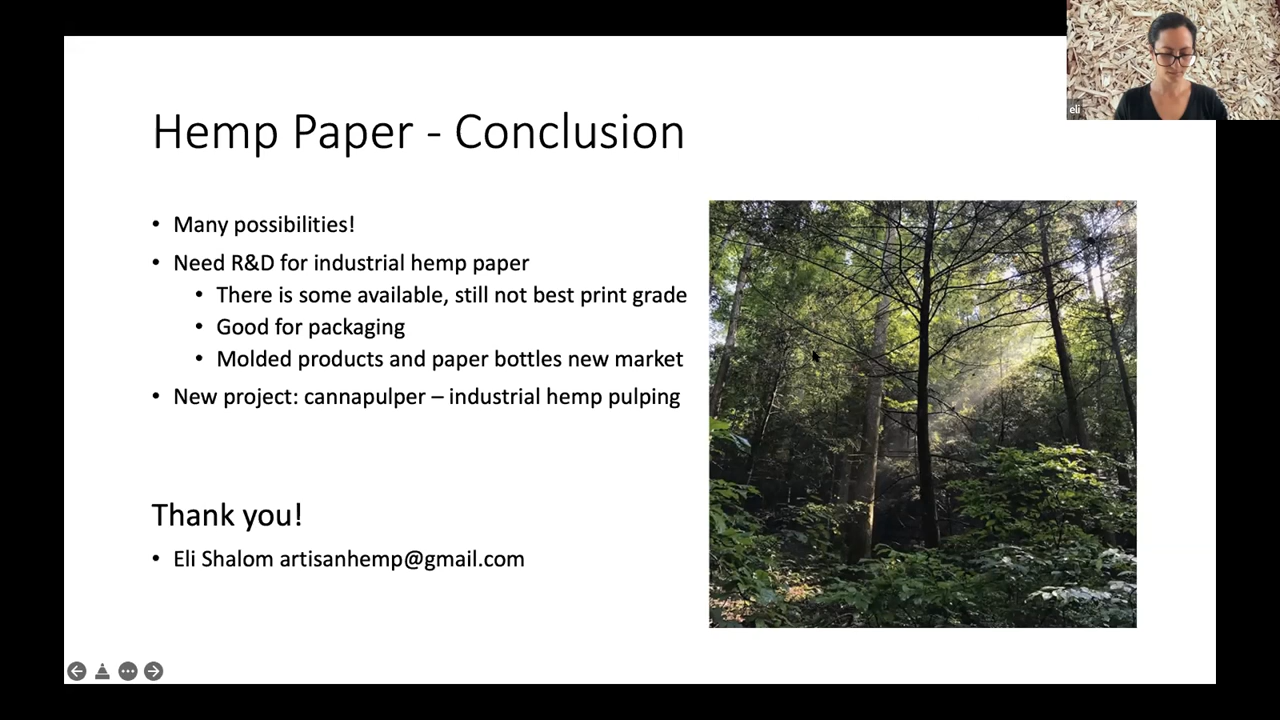 eli
Hemp Paper - Conclusion
• Many possibilities!
• Need R&D for industrial hemp paper
• There is some available, still not best print grade
• Good for packaging
• Molded products and paper bottles new market
• New project: cannapulper – industrial hemp pulping
Thank you!
• Eli Shalom artisanhemp@gmail.com